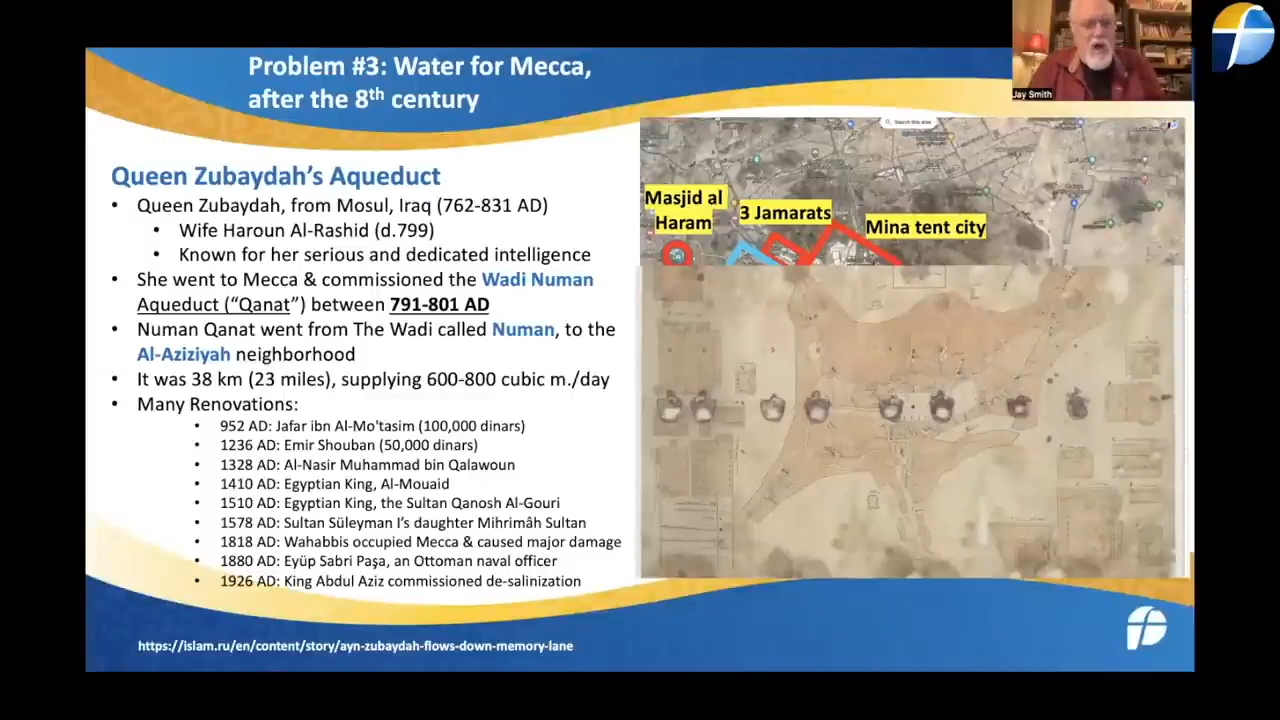 Problem #3: Water for Mecca,
after the 8th century
Jay Smith
Queen Zubaydah's Aqueduct
• Queen Zubaydah, from Mosul, Iraq (762-831 AD)
• Wife Haroun Al-Rashid (d.799)
• Known for her serious and dedicated intelligence
• She went to Mecca & commissioned the Wadi Numan
Aqueduct ("Qanat") between 791-801 AD
• Numan Qanat went from The Wadi called Numan, to the
Al-Aziziyah neighborhood
• It was 38 km (23 miles), supplying 600-800 cubic m./day
• Many Renovations:
• 952 AD: Jafar ibn Al-Mo'tasim (100,000 dinars)
• 1236 AD: Emir Shouban (50,000 dinars)
• 1328 AD: Al-Nasir Muhammad bin Qalawoun
• 1410 AD: Egyptian King, Al-Mouaid
• 1510 AD: Egyptian King, the Sultan Qanosh Al-Gouri
• 1578 AD: Sultan Süleyman I's daughter Mihrimâh Sultan
• 1818 AD: Wahabbis occupied Mecca & caused major damage
• 1880 AD: Eyüp Sabri Paşa, an Ottoman naval officer
• 1926 AD: King Abdul Aziz commissioned de-salinization
Search this area
Masjid al
Haram
3 Jamarats
Mina tent city
https://islam.ru/en/content/story/ayn-zubaydah-flows-down-memory-lane